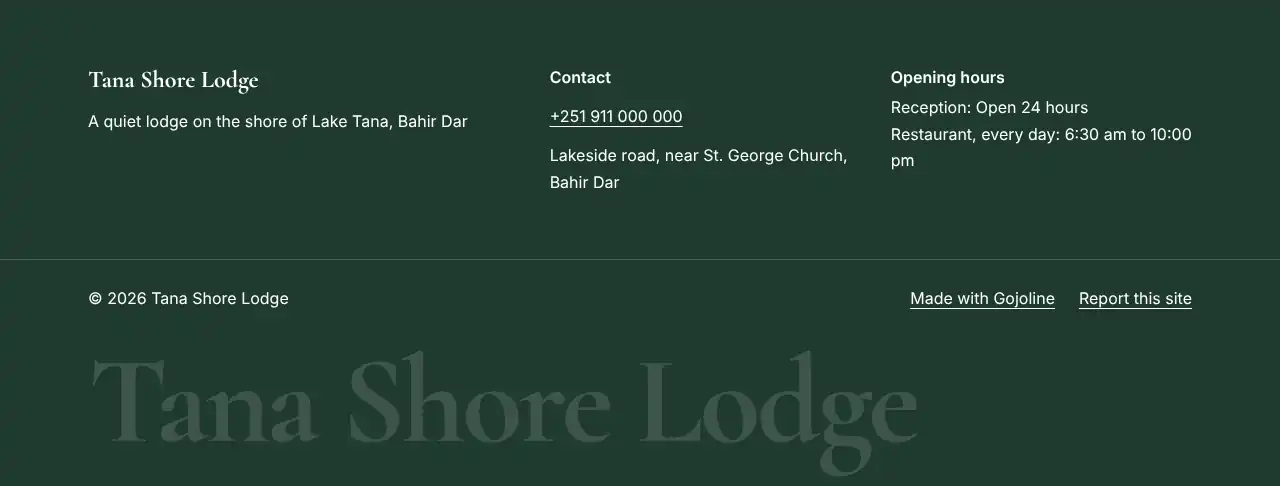 Tana Shore Lodge
A quiet lodge on the shore of Lake Tana, Bahir Dar
Contact
+251 911 000 000
Lakeside road, near St. George Church,
Bahir Dar
Opening hours
Reception: Open 24 hours
Restaurant, every day: 6:30 am to 10:00
pm
© 2026 Tana Shore Lodge
Made with Gojoline
Report this site
Tana Shore Lodge